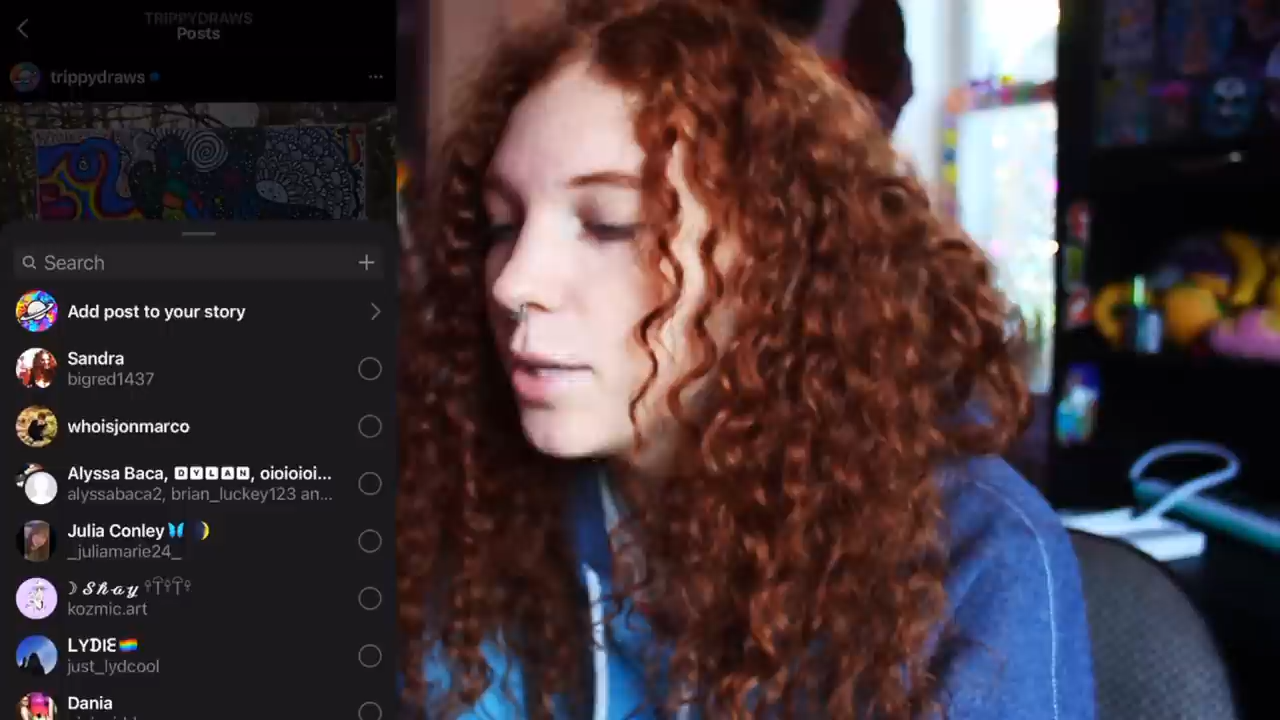 TRIPPYDRAWS
Posts
trippydraws
Search
Add post to your story
Sandra
bigred1437
whoisjonmarco
Alyssa Baca, 🅳🆈🅻🅰🅽, oioioioi...
alyssabaca2, brian_luckey123 an...
Julia Conley🦋 🌒
_juliamarie24_
☽ 𝓢𝓱𝓪𝔂 𓋼𓍊𓋼𓍊
kozmic.art
LYDIE🏳️‍🌈
just_lydcool
Dania